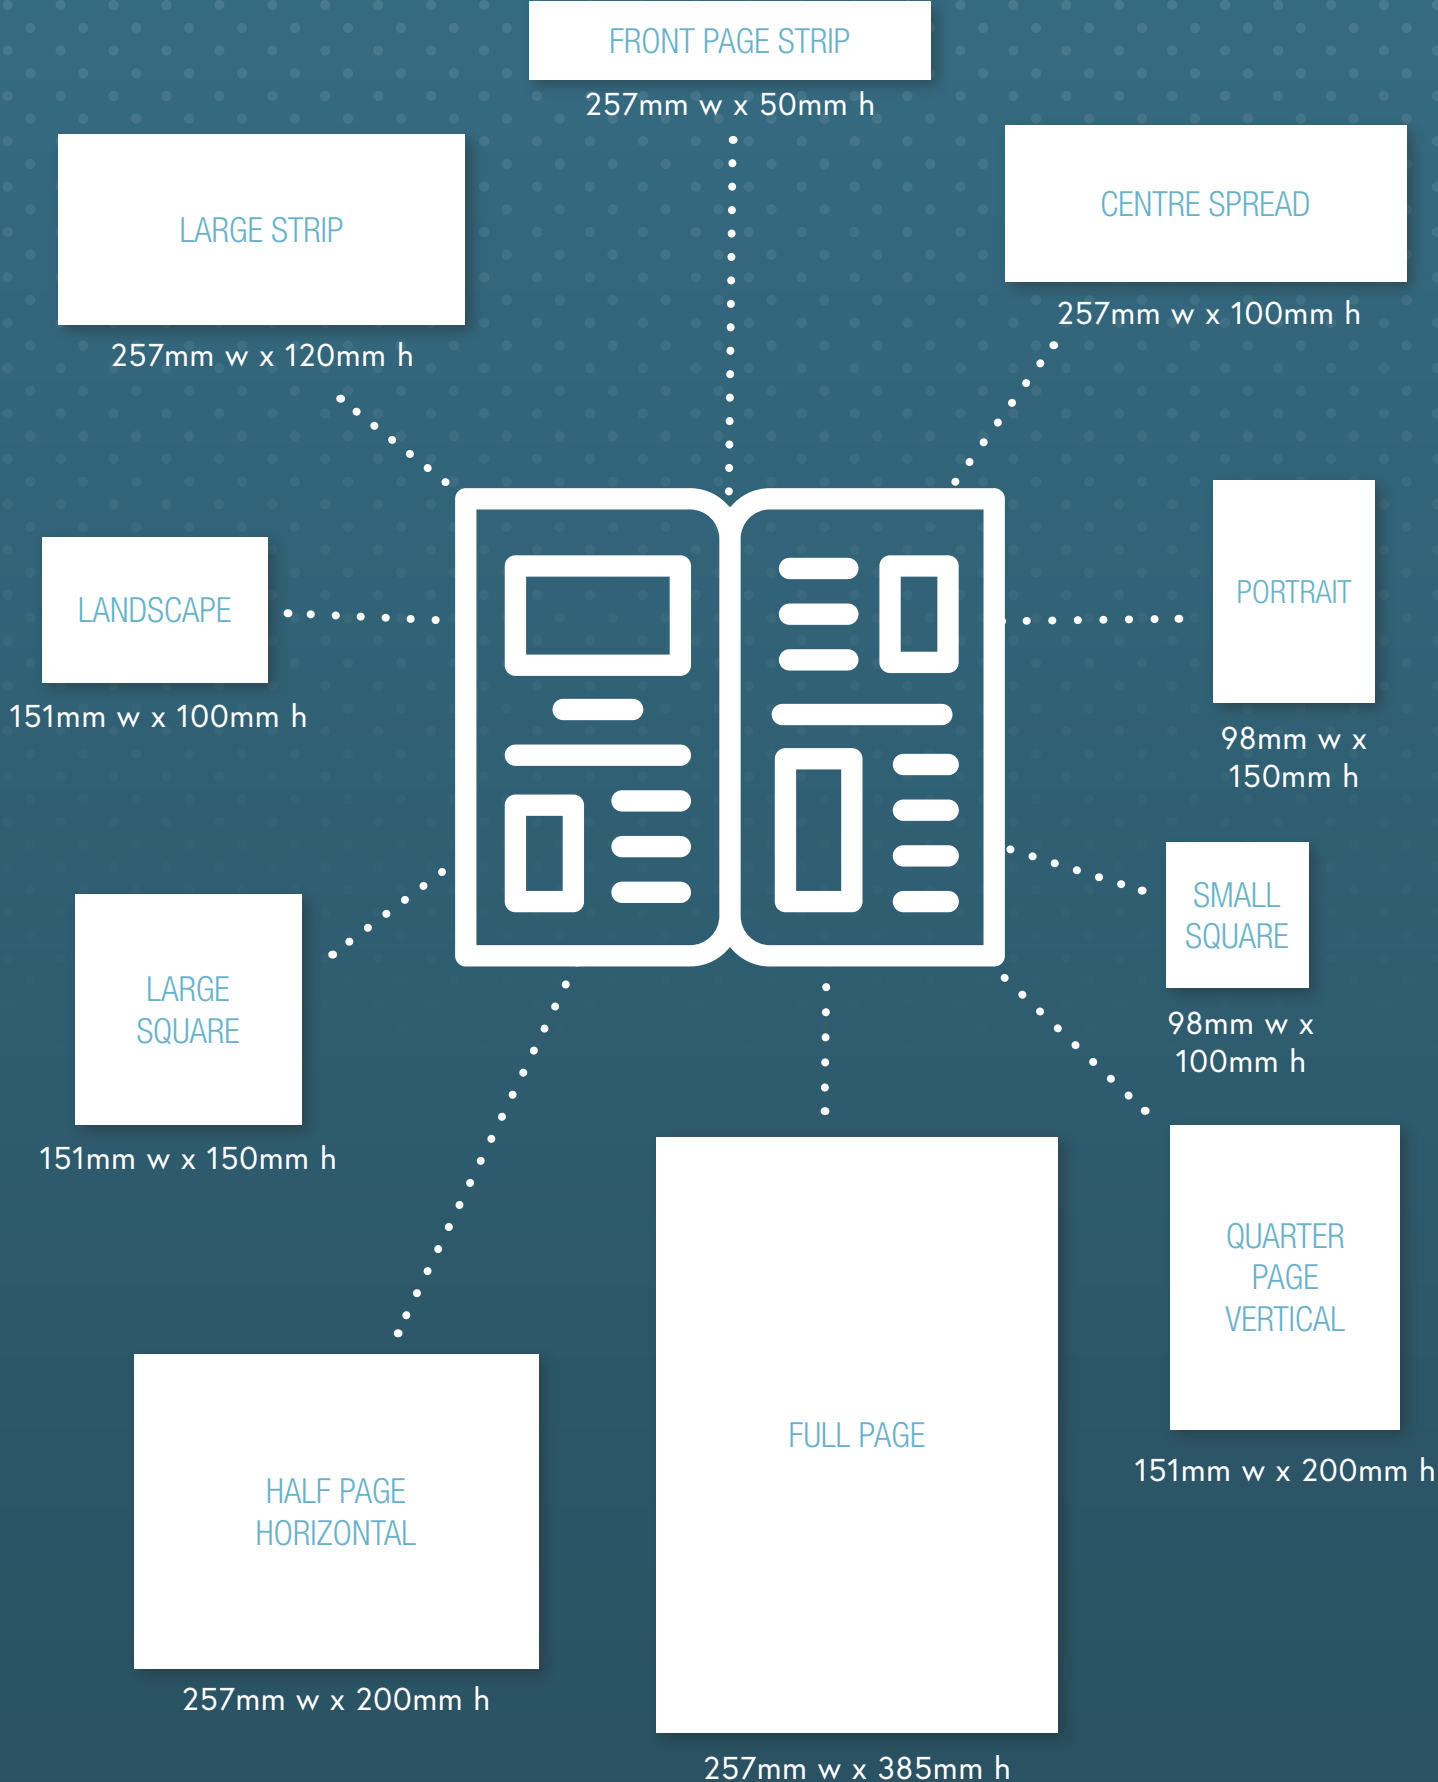 FRONT PAGE STRIP
257mm w x 50mm h
LARGE STRIP
257mm w x 120mm h
CENTRE SPREAD
257mm w x 100mm h
LANDSCAPE
151mm w x 100mm h
PORTRAIT
98mm w x
150mm h
SMALL
SQUARE
98mm w x
100mm h
LARGE
SQUARE
151mm w x 150mm h
QUARTER
PAGE
VERTICAL
151mm w x 200mm h
HALF PAGE
HORIZONTAL
257mm w x 200mm h
FULL PAGE
257mm w x 385mm h